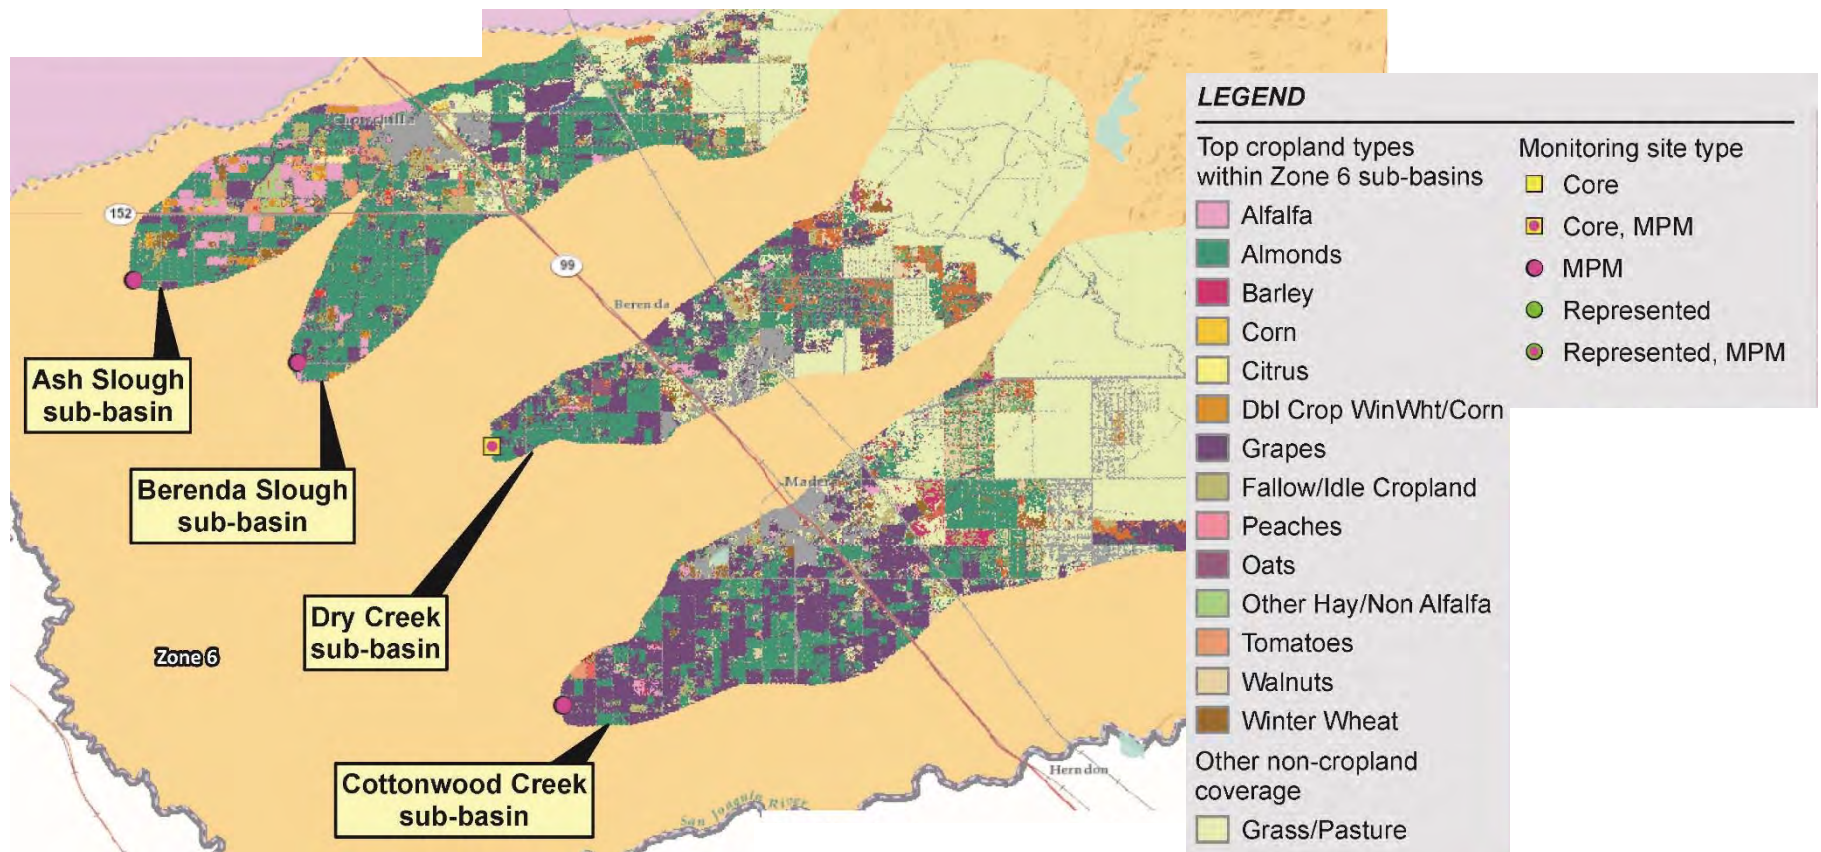 Chowchilla
152
99
Berenda
Ash Slough
sub-basin
Berenda Slough
sub-basin
Madera
Dry Creek
sub-basin
Zone 6
Cottonwood Creek
sub-basin
San Joaquin River
Herndon
LEGEND
Top cropland types
within Zone 6 sub-basins
Alfalfa
Almonds
Barley
Corn
Citrus
Dbl Crop WinWht/Corn
Grapes
Fallow/Idle Cropland
Peaches
Oats
Other Hay/Non Alfalfa
Tomatoes
Walnuts
Winter Wheat
Other non-cropland
coverage
Grass/Pasture
Monitoring site type
Core
Core, MPM
MPM
Represented
Represented, MPM